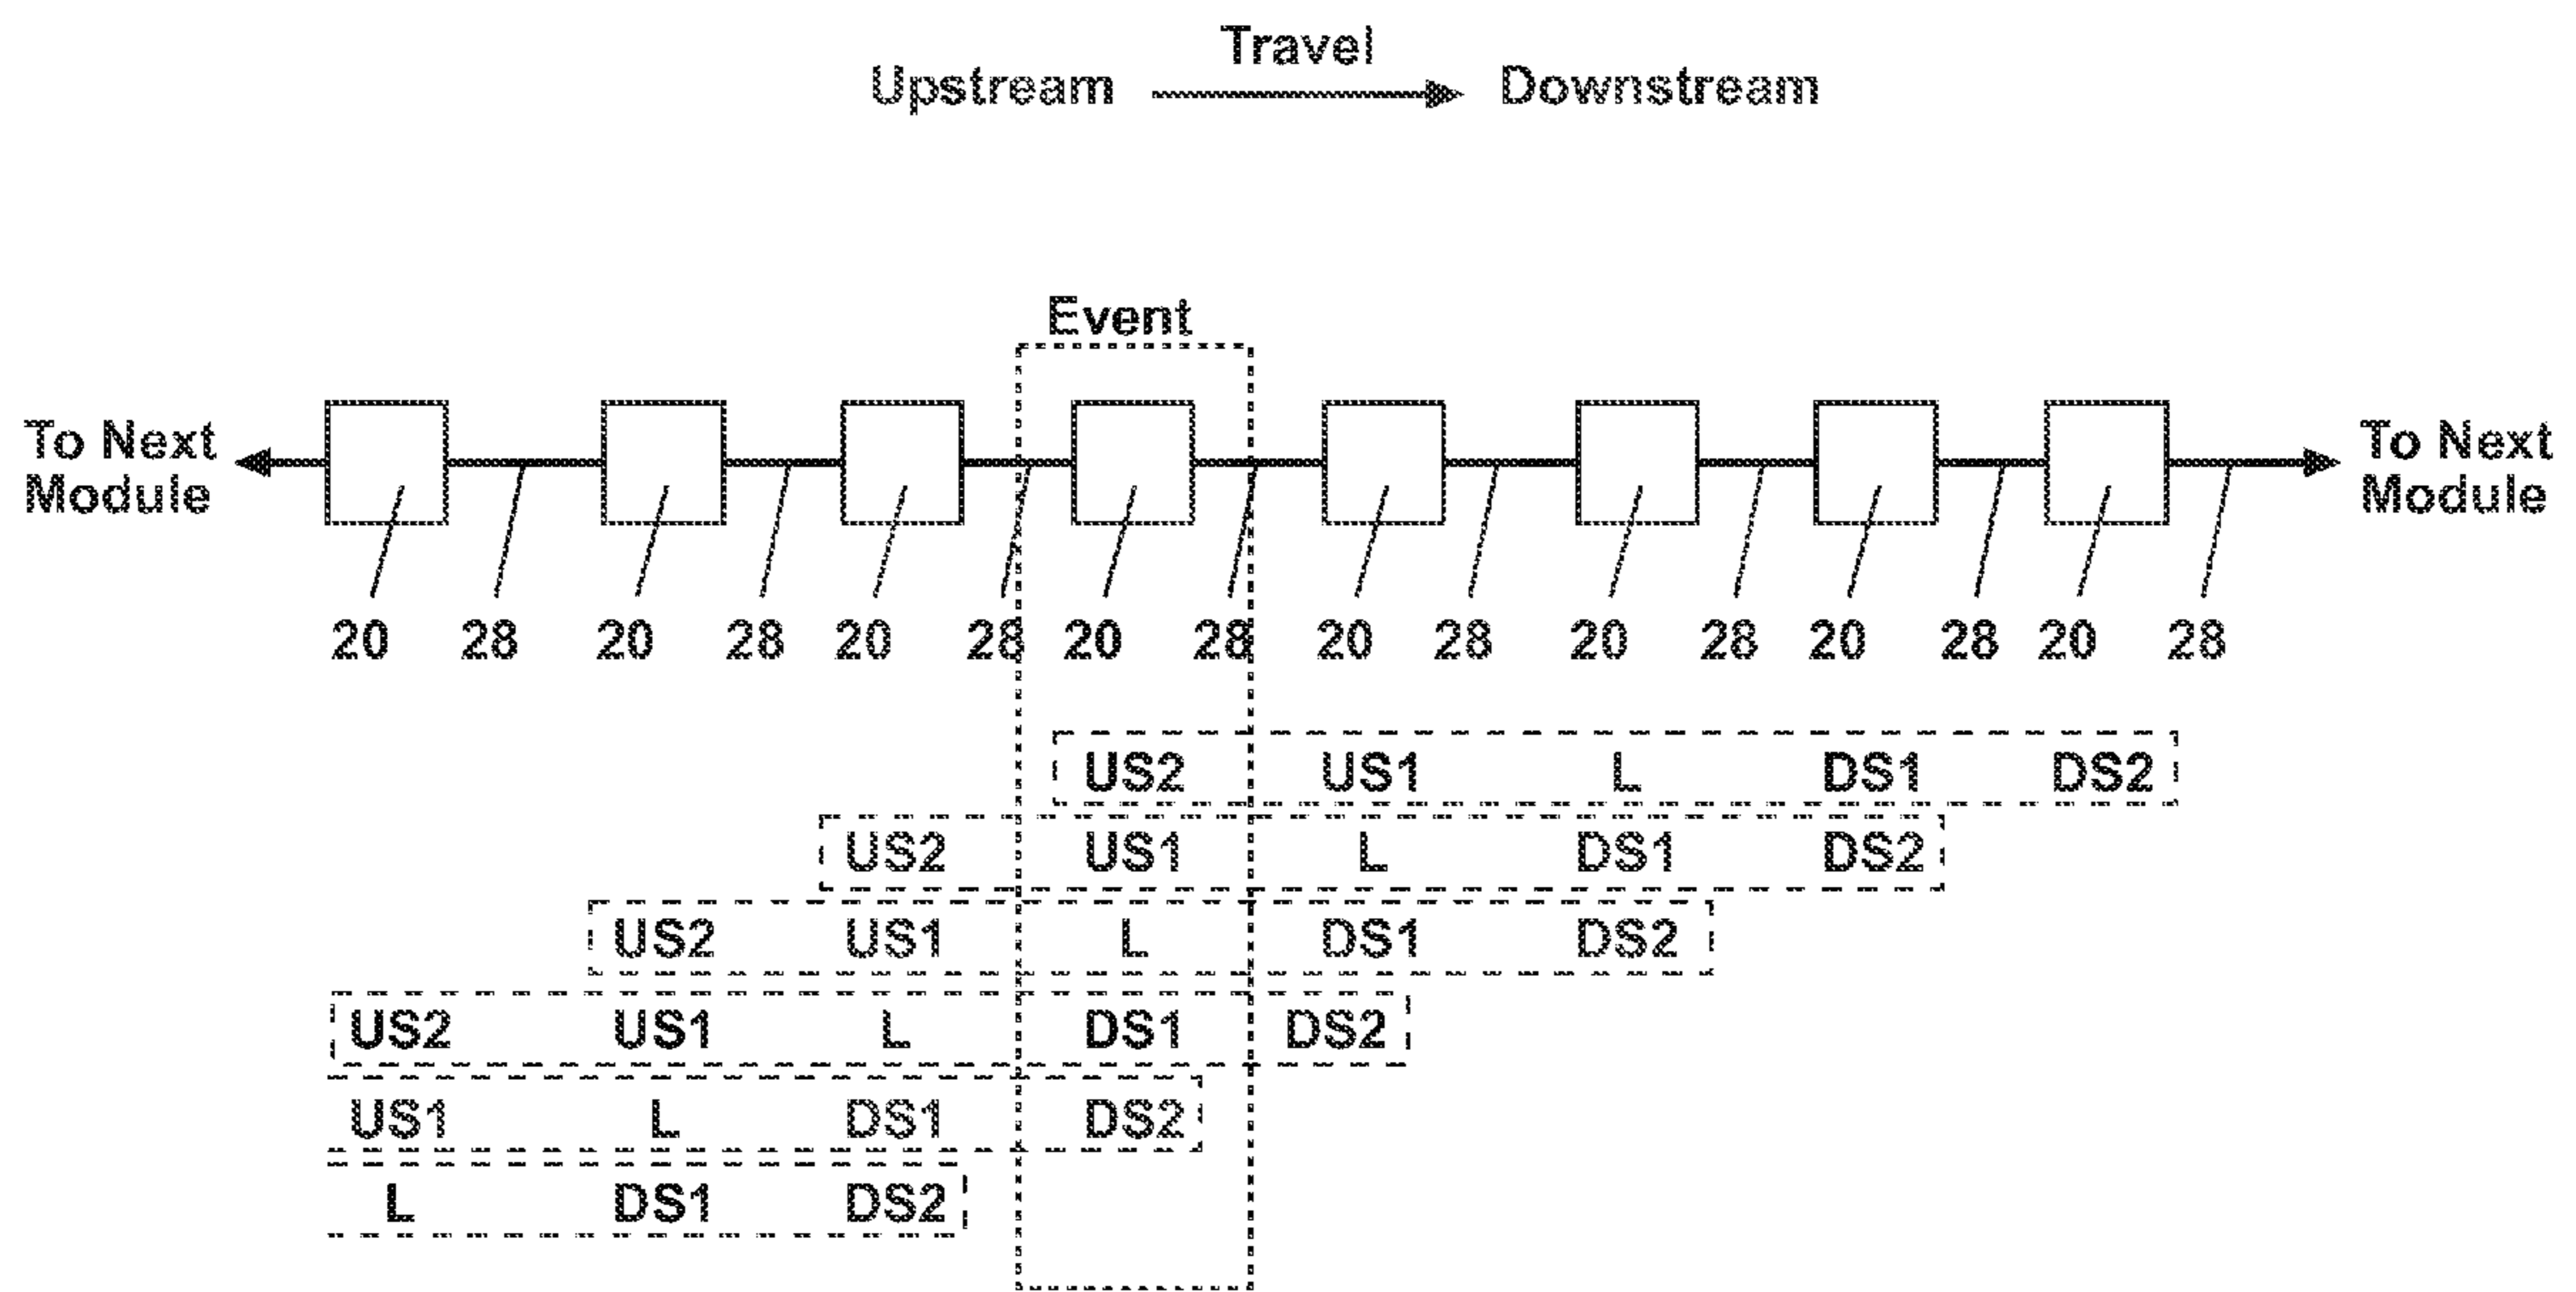 Travel
Upstream Downstream
Event
To Next
Module
To Next
Module
20 28 20 28 20 28 20 28 20 28 20 28 20 28 20 28
US2 US1 L DS1 DS2
US2 US1 L DS1 DS2
US2 US1 L DS1 DS2
US2 US1 L DS1 DS2
US1 L DS1 DS2
L DS1 DS2